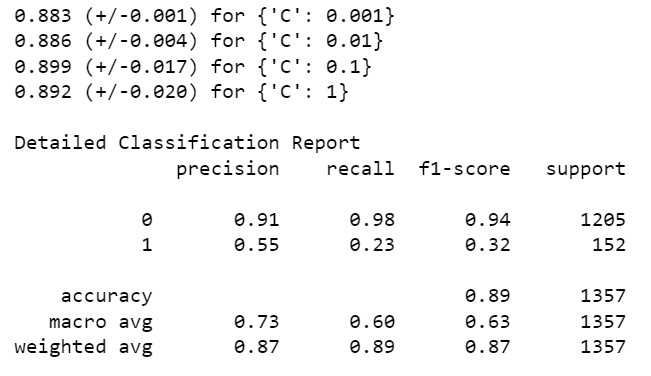 0.883 (+/-0.001) for {'C': 0.001}
0.886 (+/-0.004) for {'C': 0.01}
0.899 (+/-0.017) for {'C': 0.1}
0.892 (+/-0.020) for {'C': 1}
Detailed Classification Report
precision recall f1-score support
0 0.91 0.98 0.94 1205
1 0.55 0.23 0.32 152
accuracy 0.89 1357
macro avg 0.73 0.60 0.63 1357
weighted avg 0.87 0.89 0.87 1357